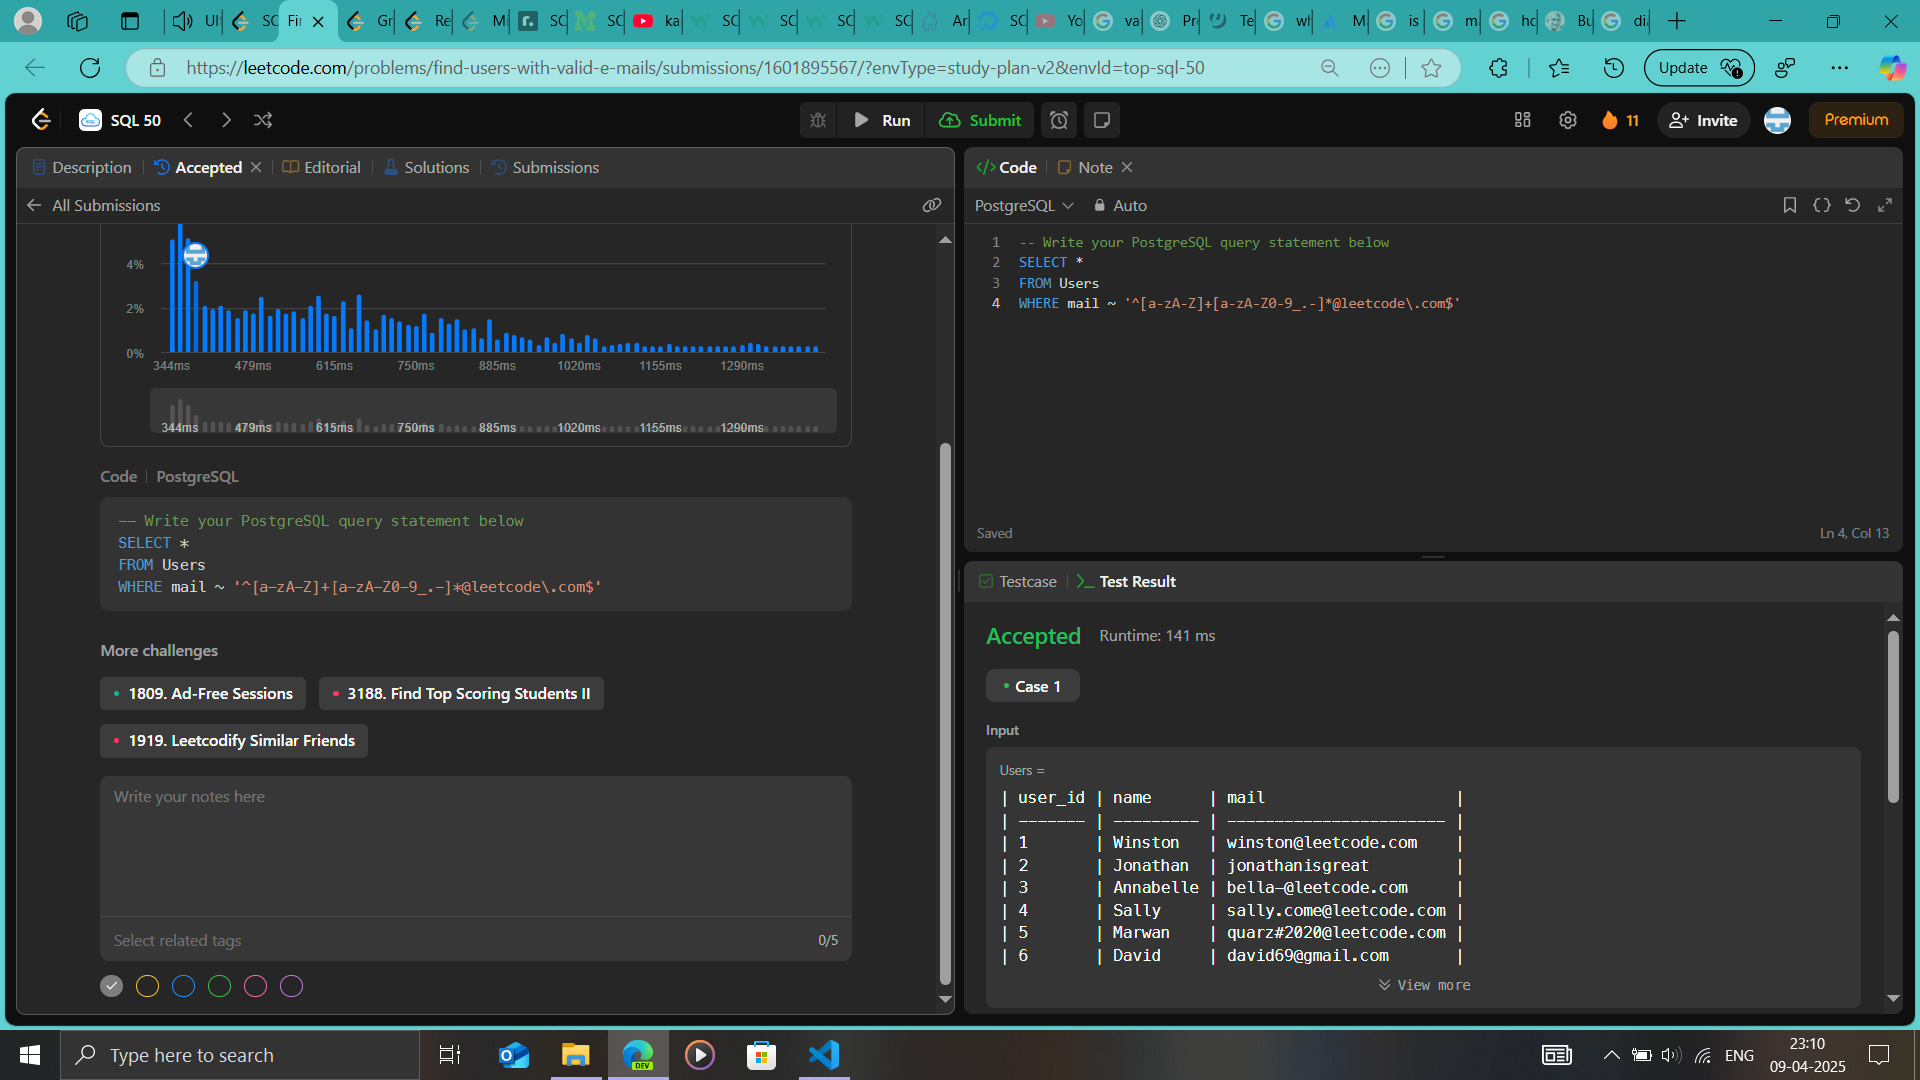 Ul
SC
Fir
Gr
Re
Mi
SC
SC
ka
SC
SC
SC
SC
Ar
SC
Yo
va
Pr
Te
wh
M
is
m
ho
Bu
dia
https://leetcode.com/problems/find-users-with-valid-e-mails/submissions/1601895567/?envType=study-plan-v2&envId=top-sql-50
Update
SQL 50
Run
Submit
11
Invite
Premium
Description
Accepted
Editorial
Solutions
Submissions
All Submissions
4%
2%
0%
344ms 479ms 615ms 750ms 885ms 1020ms 1155ms 1290ms
344ms 479ms 615ms 750ms 885ms 1020ms 1155ms 1290ms
Code | PostgreSQL
-- Write your PostgreSQL query statement below
SELECT *
FROM Users
WHERE mail ~ '^[a-zA-Z]+[a-zA-Z0-9_.-]*@leetcode\.com$'
More challenges
1809. Ad-Free Sessions
3188. Find Top Scoring Students II
1919. Leetcodify Similar Friends
Write your notes here
Select related tags
0/5
</> Code
Note
PostgreSQL
Auto
1 -- Write your PostgreSQL query statement below
2 SELECT *
3 FROM Users
4 WHERE mail ~ '^[a-zA-Z]+[a-zA-Z0-9_.-]*@leetcode\.com$'
Saved
Ln 4, Col 13
Testcase
Test Result
Accepted
Runtime: 141 ms
Case 1
Input
Users =
| user_id | name | mail |
| ------- | --------- | ----------------------- |
| 1 | Winston | winston@leetcode.com |
| 2 | Jonathan | jonathanisgreat |
| 3 | Annabelle | bella-@leetcode.com |
| 4 | Sally | sally.come@leetcode.com |
| 5 | Marwan | quarz#2020@leetcode.com |
| 6 | David | david69@gmail.com |
View more
Type here to search
DEV
ENG
23:10
09-04-2025